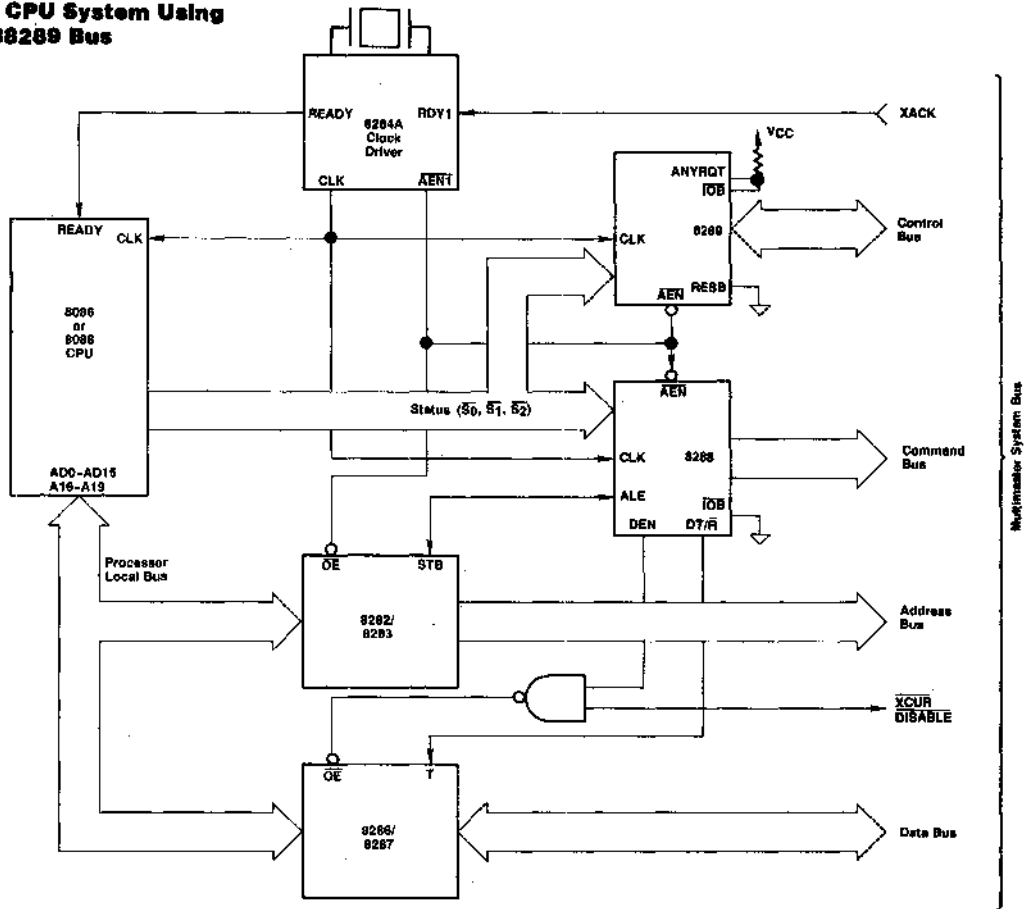 CPU System Using
88289 Bus
READY
RDY1
8284A
Clock
Driver
CLK
AEN1
XACK
VCC
ANYRQT
IOB
8289
CLK
RESB
AEN
Control
Bus
READY
CLK
8086
or
8088
CPU
AD0-AD15
A16-A19
Status (S0, S1, S2)
AEN
CLK
8288
ALE
IOB
DEN
DT/R
Command
Bus
Multimaster System Bus
Processor
Local Bus
OE
STB
8282/
8283
Address
Bus
XCUR
DISABLE
OE
T
8286/
8287
Data Bus